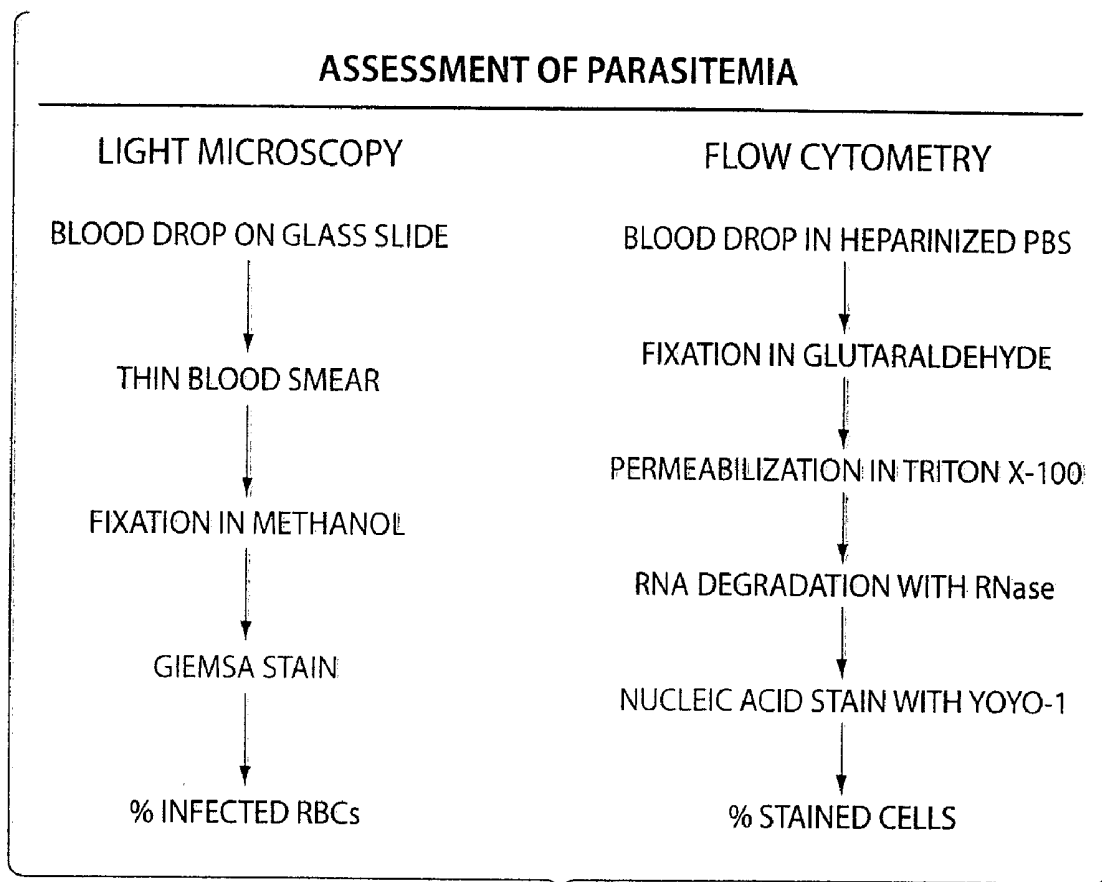 ASSESSMENT OF PARASITEMIA
LIGHT MICROSCOPY
BLOOD DROP ON GLASS SLIDE
THIN BLOOD SMEAR
FIXATION IN METHANOL
GIEMSA STAIN
% INFECTED RBCs
FLOW CYTOMETRY
BLOOD DROP IN HEPARINIZED PBS
FIXATION IN GLUTARALDEHYDE
PERMEABILIZATION IN TRITON X-100
RNA DEGRADATION WITH RNase
NUCLEIC ACID STAIN WITH YOYO-1
% STAINED CELLS